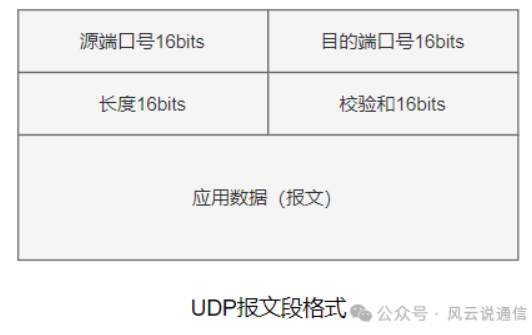 源端口号16bits
目的端口号16bits
长度16bits
校验和16bits
应用数据（报文）
UDP报文段格式
公众号 · 风云说通信